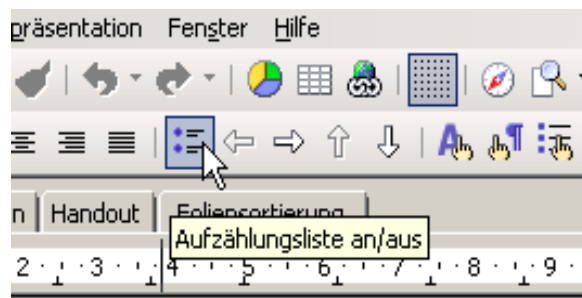 präsentation Fenster Hilfe
Handout Foliensortierung
Aufzählungsliste an/aus
2 3 4 5 6 7 8 9